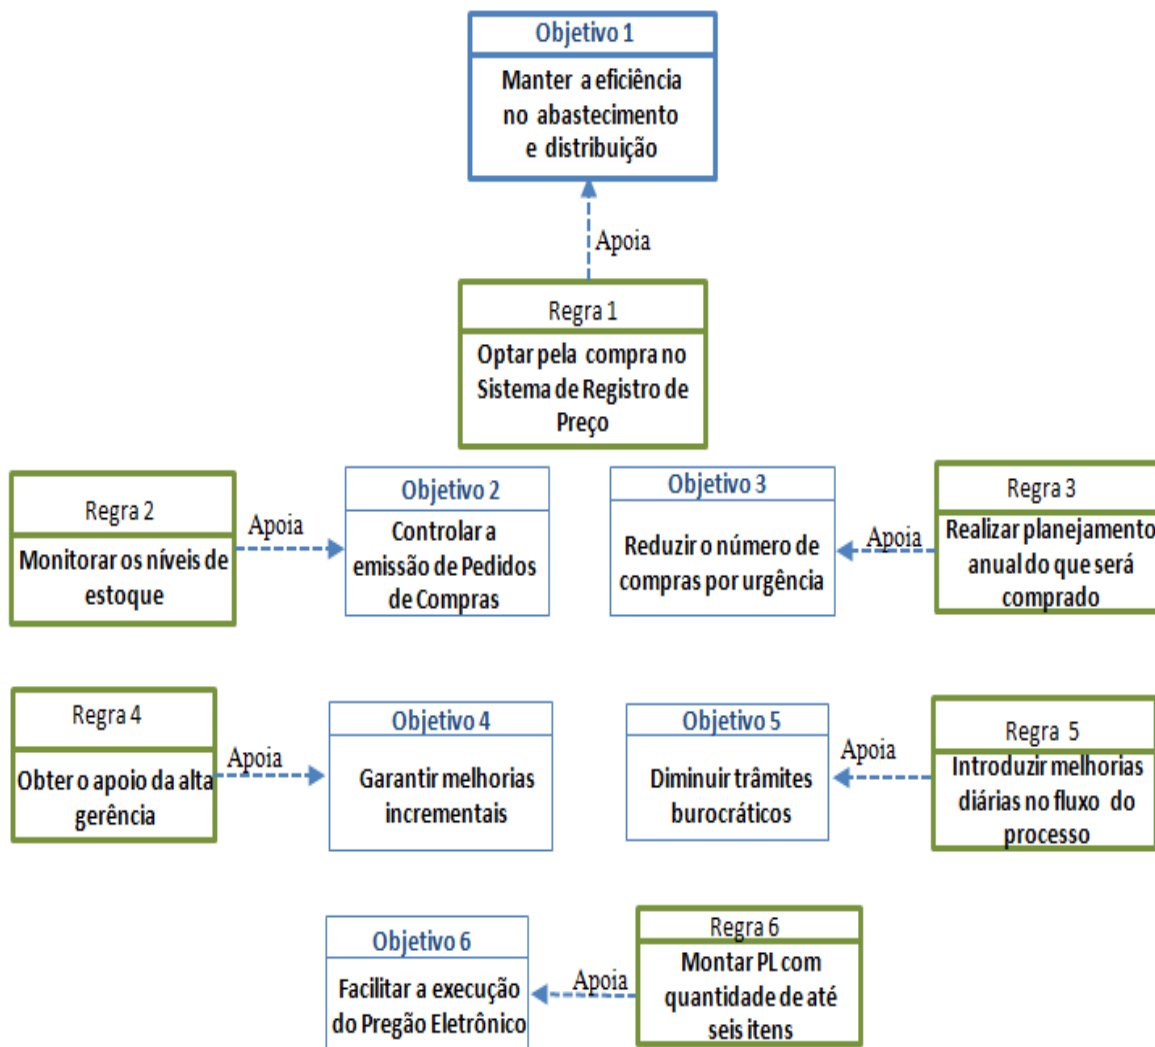 Objetivo 1
Manter a eficiência
no abastecimento
e distribuição
Apoia
Regra 1
Optar pela compra no
Sistema de Registro de
Preço
Regra 2
Monitorar os níveis de
estoque
Apoia
Objetivo 2
Controlar a
emissão de Pedidos
de Compras
Objetivo 3
Reduzir o número de
compras por urgência
Apoia
Regra 3
Realizar planejamento
anual do que será
comprado
Regra 4
Obter o apoio da alta
gerência
Apoia
Objetivo 4
Garantir melhorias
incrementais
Objetivo 5
Diminuir trâmites
burocráticos
Apoia
Regra 5
Introduzir melhorias
diárias no fluxo do
processo
Objetivo 6
Facilitar a execução
do Pregão Eletrônico
Apoia
Regra 6
Montar PL com
quantidade de até
seis itens